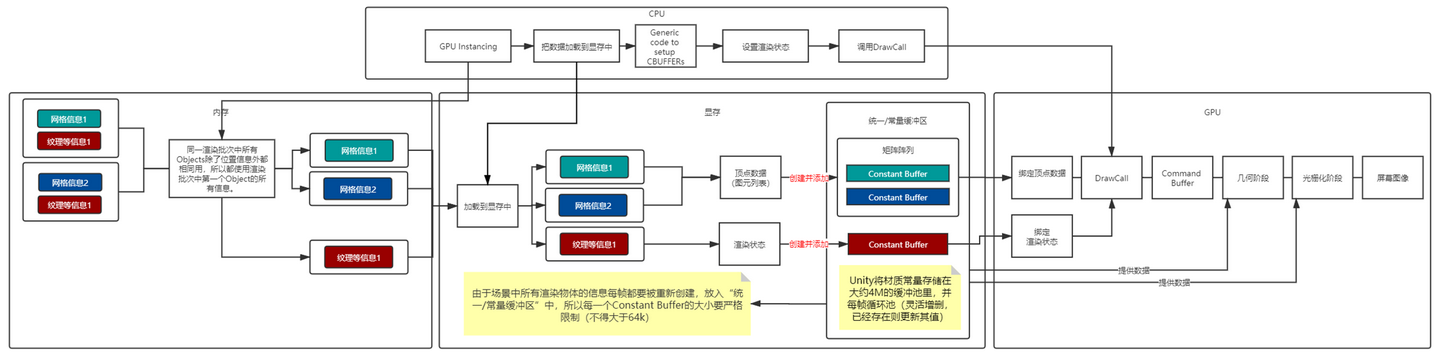 CPU
GPU Instancing
把数据加载到显存中
Generic
code to
setup
CBUFFERs
设置渲染状态
调用DrawCall
内存
网格信息1
纹理等信息1
网格信息2
纹理等信息1
同一渲染批次中所有
Objects除了位置信息外都
相同用，所以都使用渲染
批次中第一个Object的所
有信息。
网格信息1
网格信息2
纹理等信息1
显存
加载到显存中
网格信息1
网格信息2
纹理等信息1
顶点数据
（图元列表）
渲染状态
创建并添加
创建并添加
统一/常量缓冲区
矩阵阵列
Constant Buffer
Constant Buffer
Constant Buffer
由于场景中所有渲染物体的信息每帧都要被重新创建，放入“统
一/常量缓冲区”中，所以每一个Constant Buffer的大小要严格
限制（不得大于64k）
Unity将材质常量存储在
大约4M的缓冲池里，并
每帧循环池（灵活增删，
已经存在则更新其值）
GPU
绑定顶点数据
DrawCall
Command
Buffer
几何阶段
光栅化阶段
屏幕图像
绑定
渲染状态
提供数据
提供数据